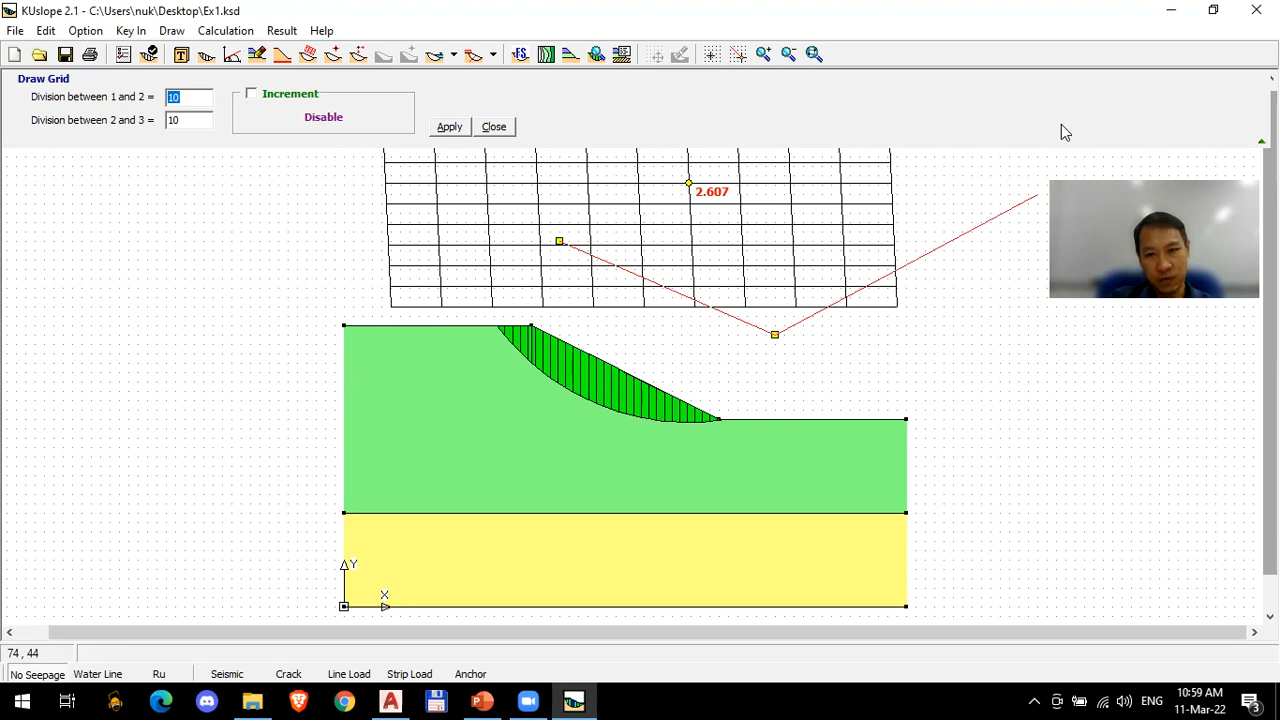 KUslope 2.1 - C:\Users\nuk\Desktop\Ex1.ksd
File Edit Option Key In Draw Calculation Result Help
T FS
Draw Grid
Division between 1 and 2 = 10
Division between 2 and 3 = 10
Increment
Disable
Apply Close
2.607
Y
X
74 , 44
No Seepage Water Line Ru Seismic Crack Line Load Strip Load Anchor
ENG
10:59 AM
11-Mar-22
3